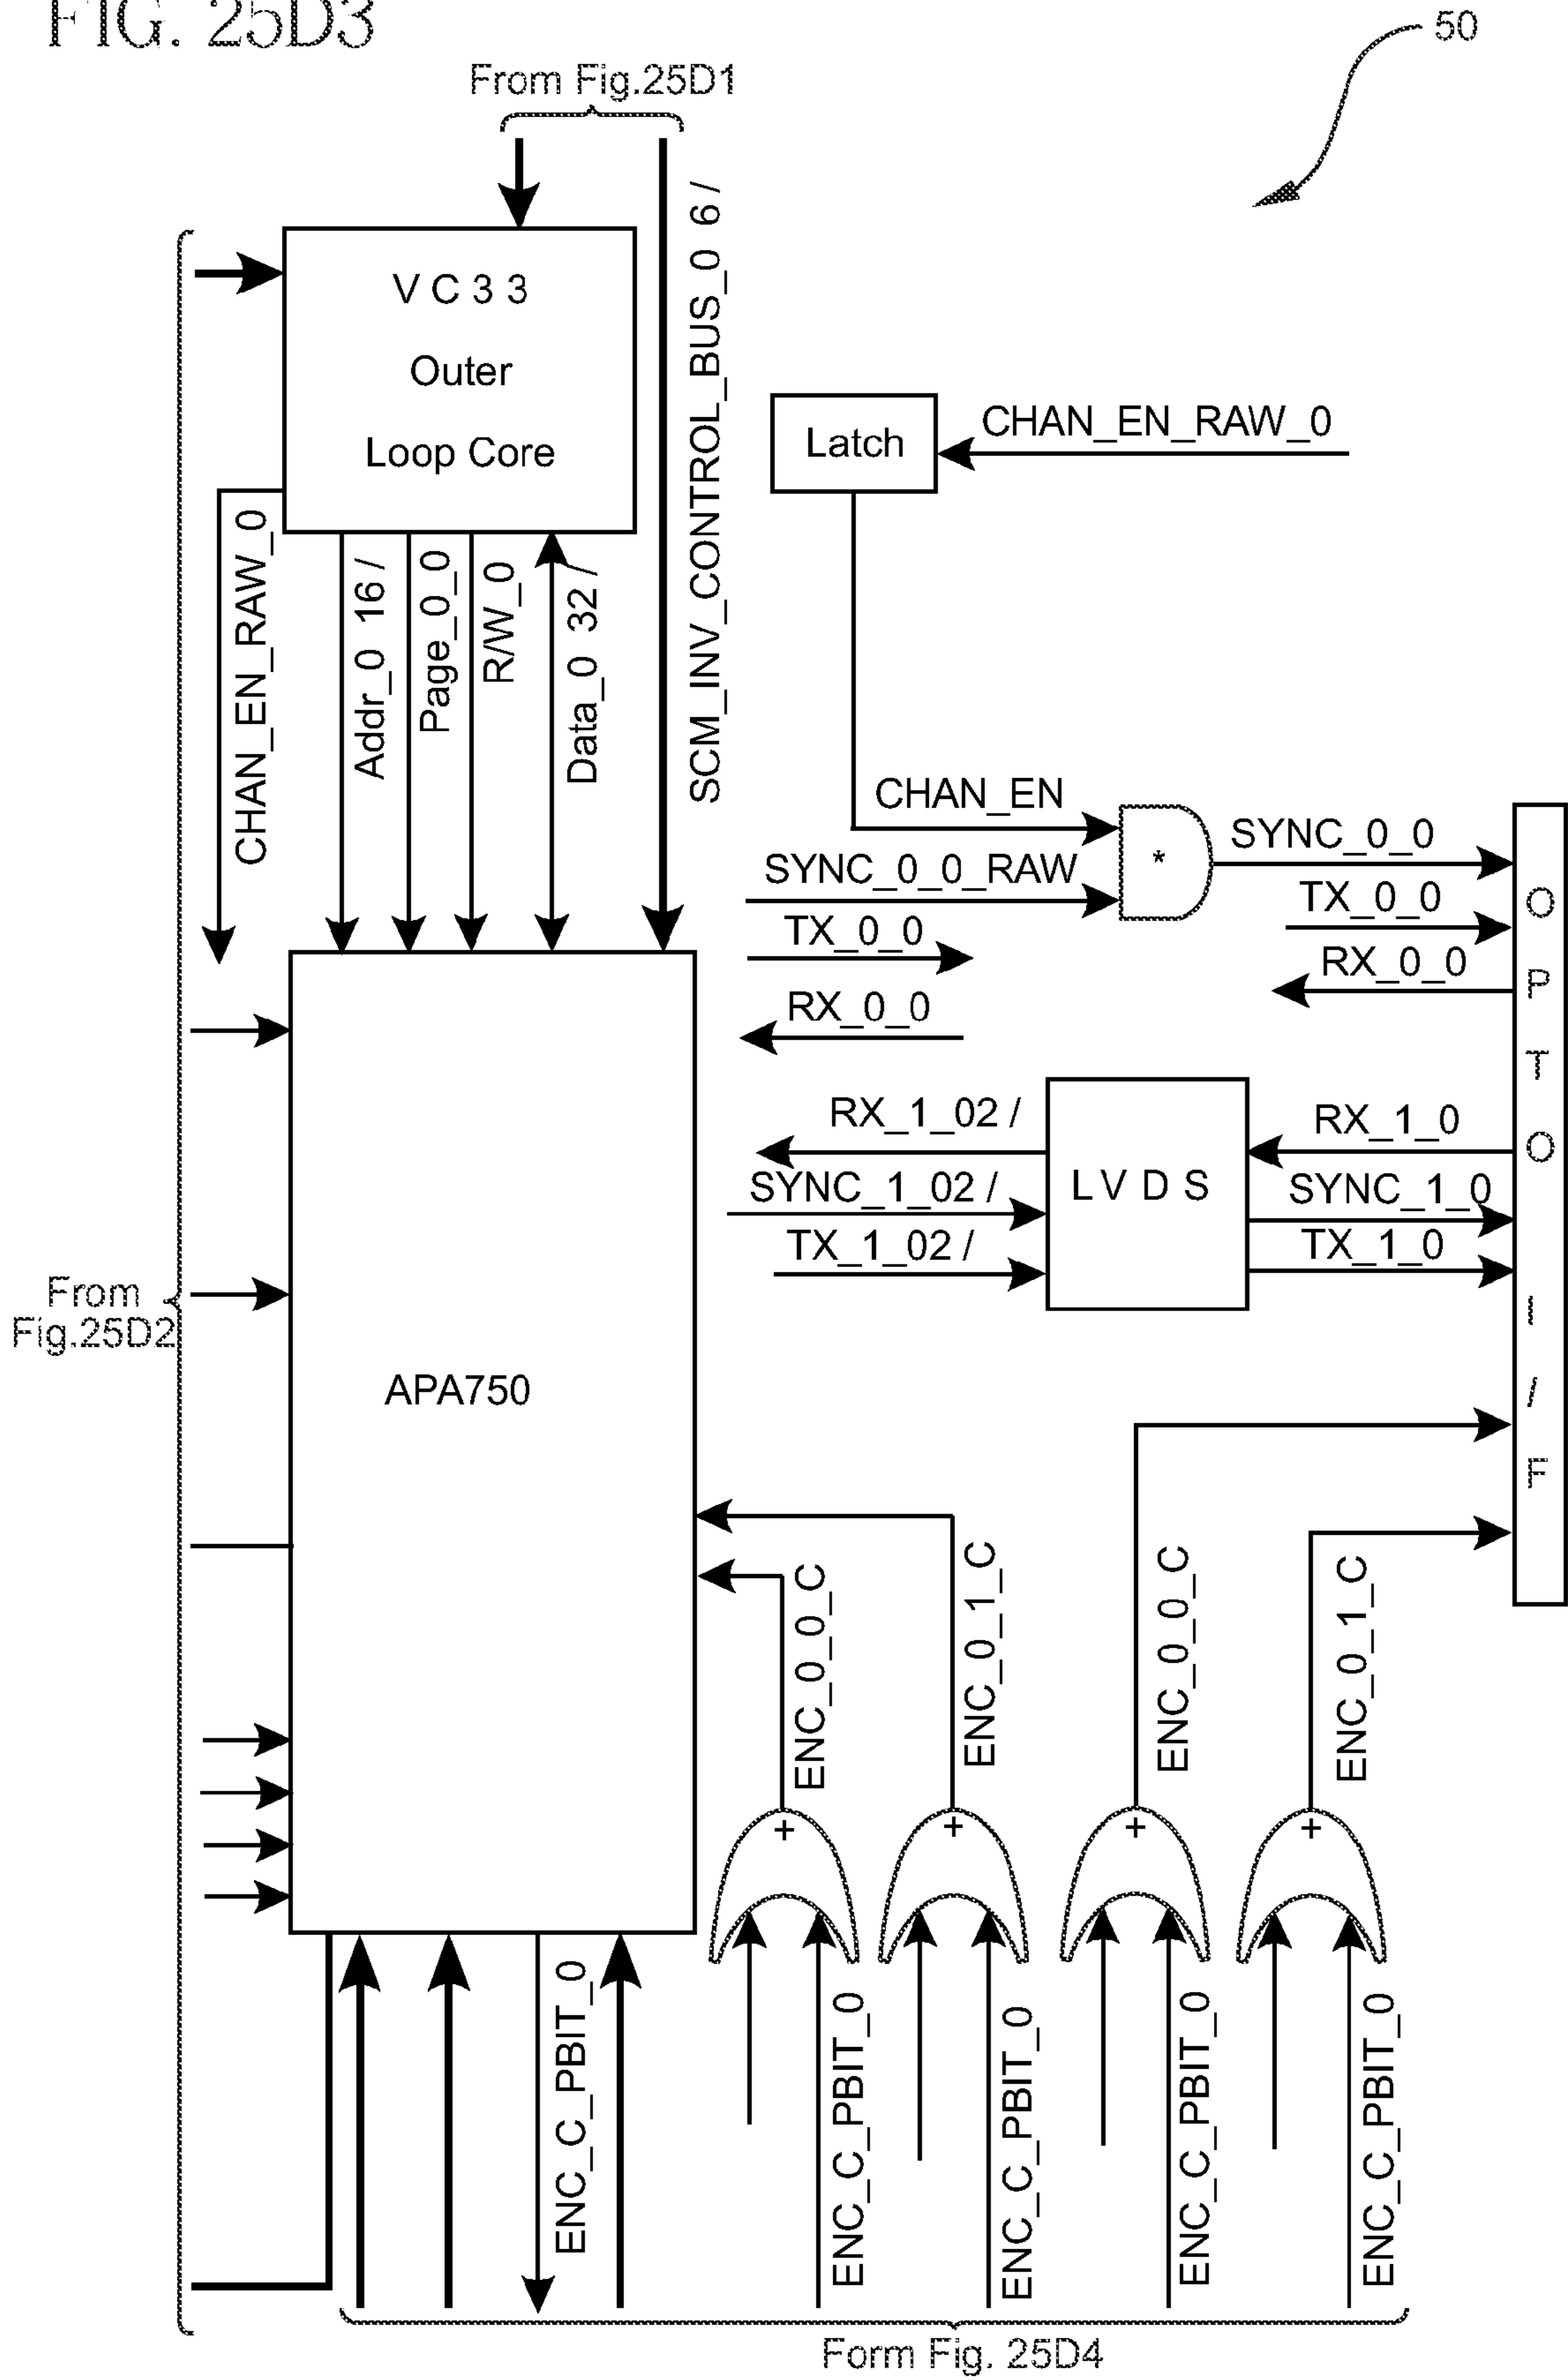 FIG. 25D3
50
From Fig.25D1
V C 3 3
Outer
Loop Core
SCM_INV_CONTROL_BUS_0 6 /
CHAN_EN_RAW_0
Addr_0 16 /
Page_0_0
R/W_0
Data_0 32 /
Latch
CHAN_EN_RAW_0
CHAN_EN
*
SYNC_0_0
SYNC_0_0_RAW
TX_0_0
TX_0_0
RX_0_0
RX_0_0
O P T O I / F
RX_1_02 /
RX_1_0
L V D S
SYNC_1_02 /
SYNC_1_0
TX_1_02 /
TX_1_0
From
Fig.25D2
APA750
ENC_0_0_C
ENC_0_1_C
ENC_0_0_C
ENC_0_1_C
+
+
+
+
ENC_C_PBIT_0
ENC_C_PBIT_0
ENC_C_PBIT_0
ENC_C_PBIT_0
ENC_C_PBIT_0
Form Fig. 25D4